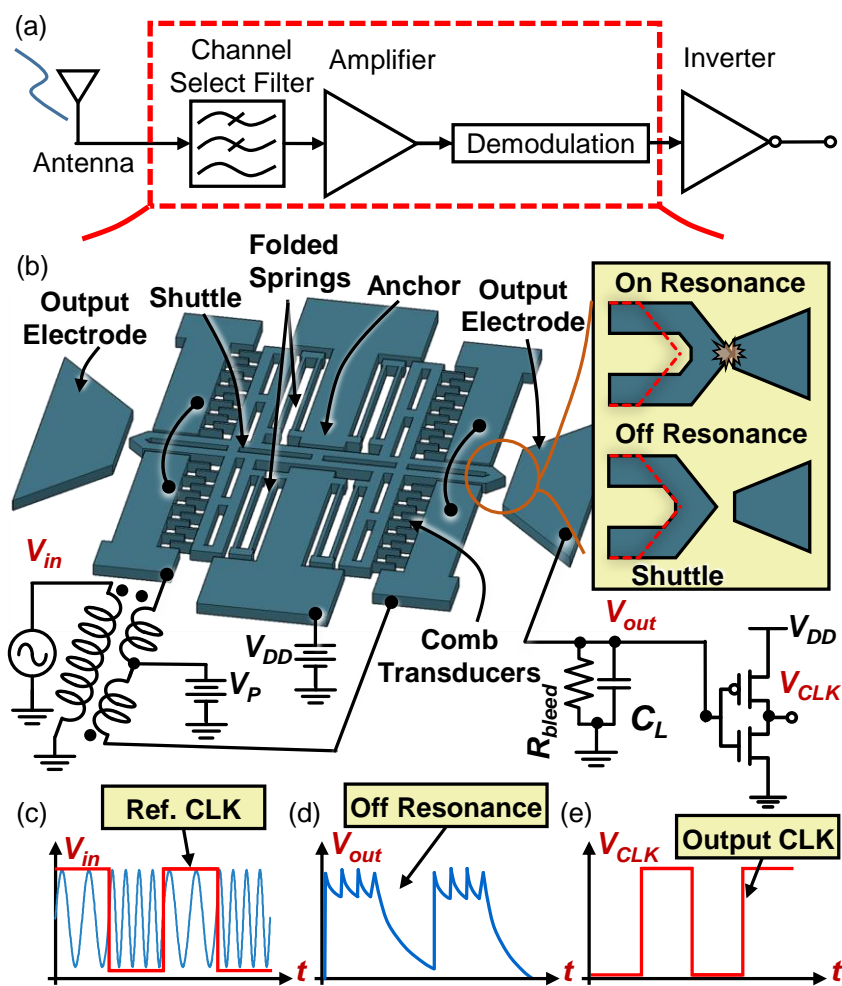 (a)
Channel
Select Filter
Amplifier
Inverter
Antenna
Demodulation
(b)
Folded
Springs
Shuttle
Anchor
Output
Electrode
Output
Electrode
On Resonance
Off Resonance
Shuttle
V_in
V_P
V_DD
Comb
Transducers
V_out
R_bleed
C_L
V_DD
V_CLK
(c)
Ref. CLK
V_in
t
(d)
Off Resonance
V_out
t
(e)
Output CLK
V_CLK
t